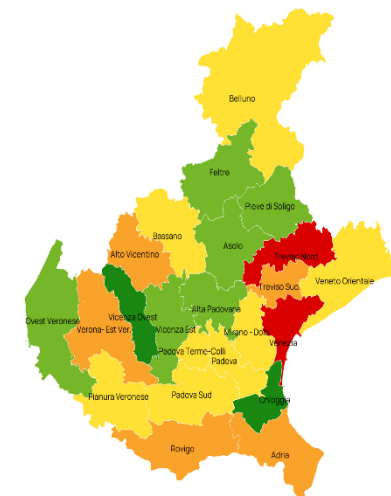 Belluno
Feltre
Pieve di Soligo
Bassano
Asolo
Alto Vicentino
Treviso Nord
Veneto Orientale
Treviso Sud
Alta Padovana
Ovest Veronese
Vicenza Ovest
Verona- Est Ver.
Vicenza Est
Mirano - Dolo
Venezia
Padova Terme-Colli
Padova
Pianura Veronese
Padova Sud
Chioggia
Rovigo
Adria